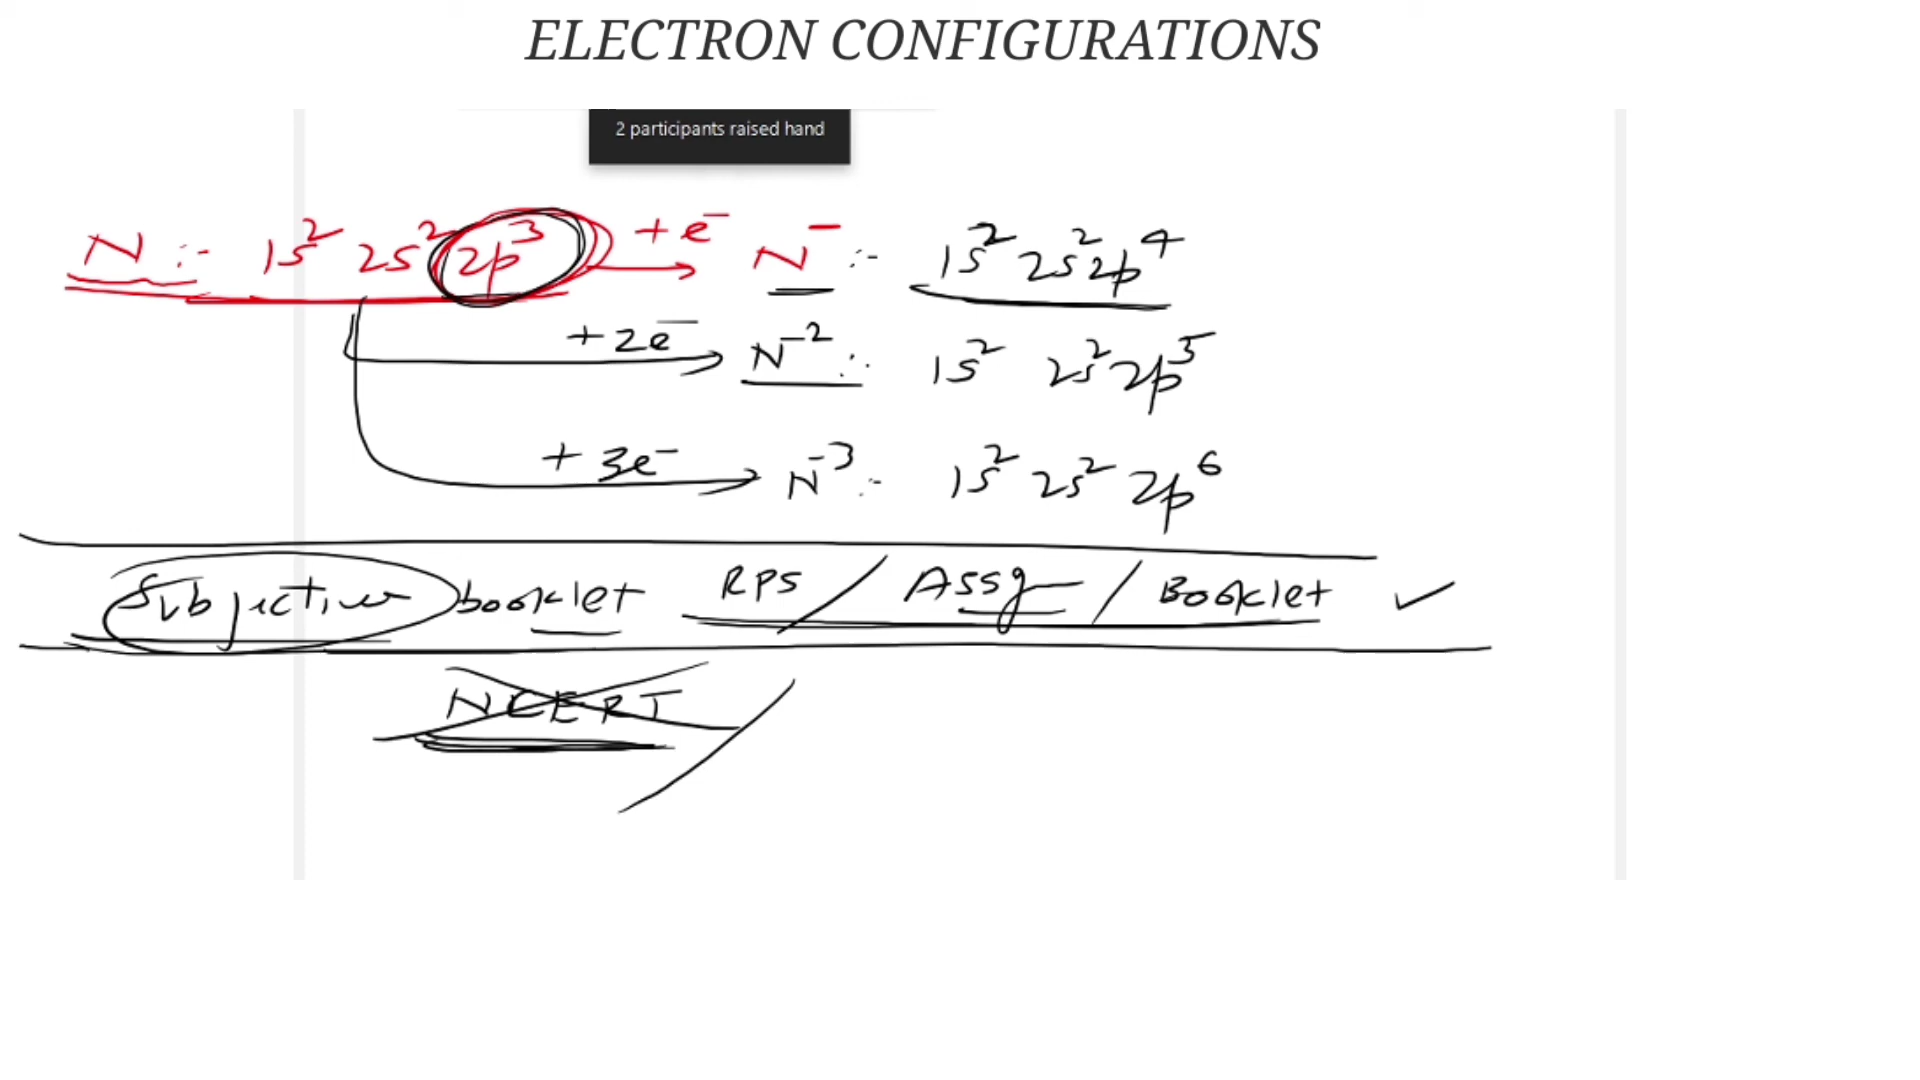 ELECTRON CONFIGURATIONS
2 participants raised hand
N :- 1s² 2s² 2p³ +e⁻ N⁻ :- 1s² 2s² 2p⁴
+2e⁻ N⁻² :- 1s² 2s² 2p⁵
+3e⁻ N⁻³ :- 1s² 2s² 2p⁶
Subjective booklet RPS / Assg / Booklet ✓
NCERT